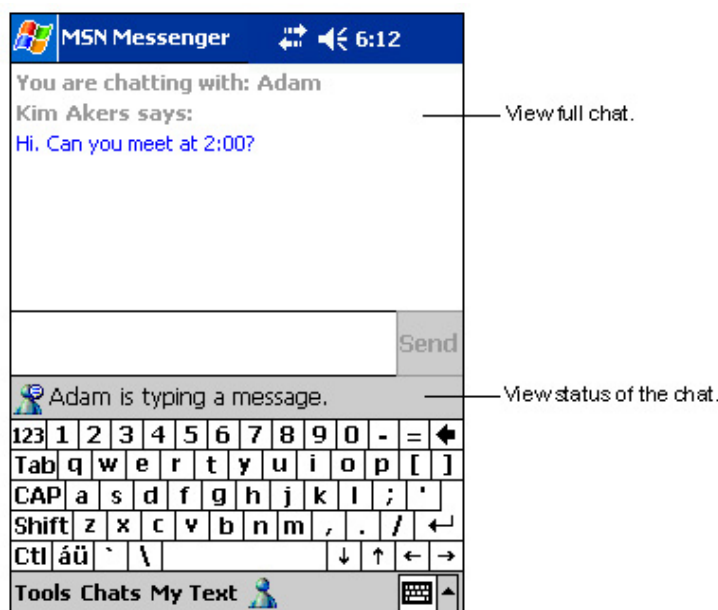 MSN Messenger 6:12
You are chatting with: Adam
Kim Akers says:
View full chat.
Hi. Can you meet at 2:00?
Send
Adam is typing a message.
View status of the chat.
123 1 2 3 4 5 6 7 8 9 0 - =
Tab q w e r t y u i o p [ ]
CAP a s d f g h j k l ; '
Shift z x c v b n m , . /
Ctl áü ` \ ↓ ↑ ← →
Tools Chats My Text